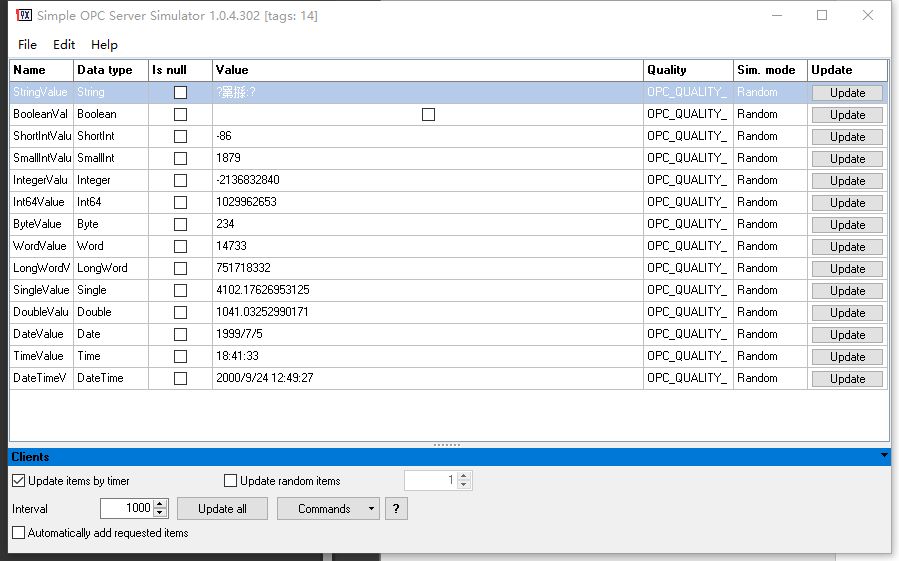 Simple OPC Server Simulator 1.0.4.302 [tags: 14]
File Edit Help
Name Data type Is null Value Quality Sim. mode Update
StringValue String OPC_QUALITY_ Random Update
BooleanVal Boolean OPC_QUALITY_ Random Update
ShortIntValu ShortInt -86 OPC_QUALITY_ Random Update
SmallIntValu SmallInt 1879 OPC_QUALITY_ Random Update
IntegerValu Integer -2136832840 OPC_QUALITY_ Random Update
Int64Value Int64 1029962653 OPC_QUALITY_ Random Update
ByteValue Byte 234 OPC_QUALITY_ Random Update
WordValue Word 14733 OPC_QUALITY_ Random Update
LongWordV LongWord 751718332 OPC_QUALITY_ Random Update
SingleValue Single 4102.17626953125 OPC_QUALITY_ Random Update
DoubleValu Double 1041.03252990171 OPC_QUALITY_ Random Update
DateValue Date 1999/7/5 OPC_QUALITY_ Random Update
TimeValue Time 18:41:33 OPC_QUALITY_ Random Update
DateTimeV DateTime 2000/9/24 12:49:27 OPC_QUALITY_ Random Update
Clients
Update items by timer Update random items 1
Interval 1000 Update all Commands ?
Automatically add requested items